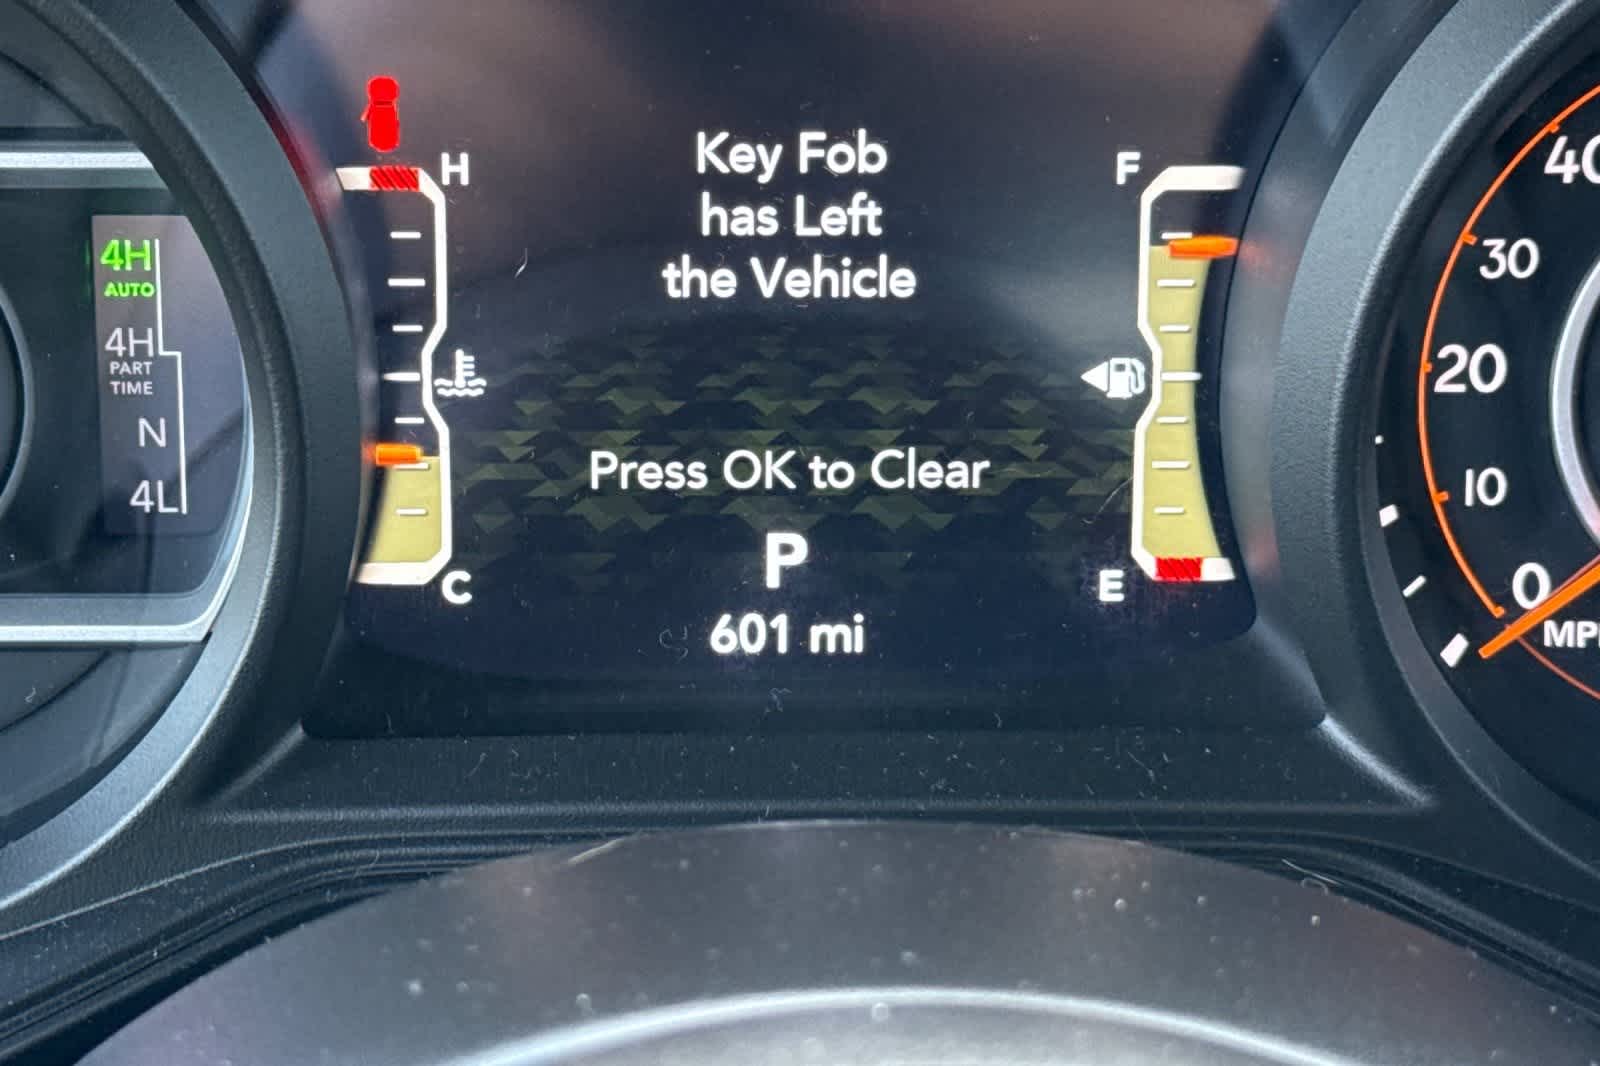 4H
AUTO
4H
PART
TIME
N
4L
H
C
Key Fob
has Left
the Vehicle
Press OK to Clear
P
601 mi
F
E
40
30
20
10
0